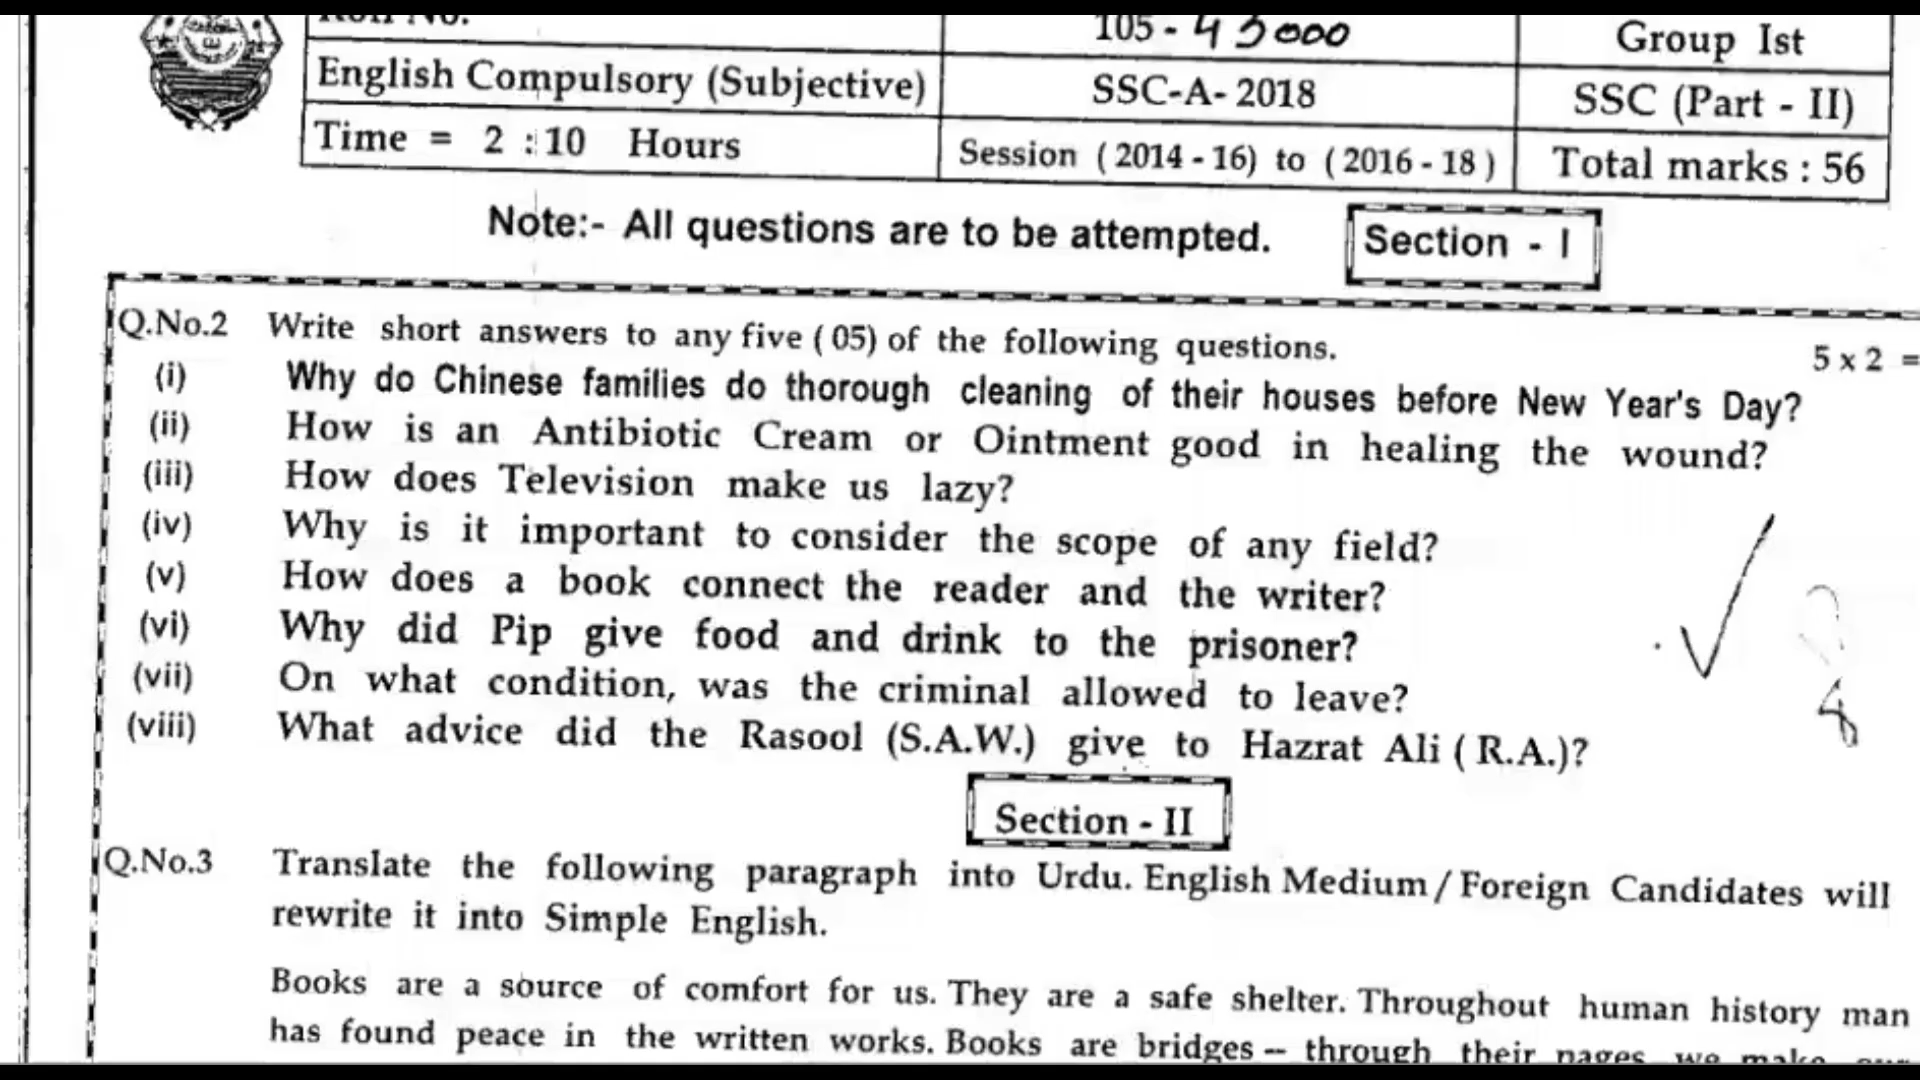 Roll No.
105 - 45000
Group Ist
English Compulsory (Subjective)
SSC-A- 2018
SSC (Part - II)
Time = 2 : 10 Hours
Session ( 2014 - 16) to ( 2016 - 18 )
Total marks : 56
Note:- All questions are to be attempted.
Section - I
Q.No.2 Write short answers to any five ( 05) of the following questions. 5 x 2 =
(i) Why do Chinese families do thorough cleaning of their houses before New Year's Day?
(ii) How is an Antibiotic Cream or Ointment good in healing the wound?
(iii) How does Television make us lazy?
(iv) Why is it important to consider the scope of any field?
(v) How does a book connect the reader and the writer?
(vi) Why did Pip give food and drink to the prisoner?
(vii) On what condition, was the criminal allowed to leave?
(viii) What advice did the Rasool (S.A.W.) give to Hazrat Ali ( R.A.)?
Section - II
Q.No.3 Translate the following paragraph into Urdu. English Medium / Foreign Candidates will
rewrite it into Simple English.
Books are a source of comfort for us. They are a safe shelter. Throughout human history man
has found peace in the written works. Books are bridges -- through their pages we make our